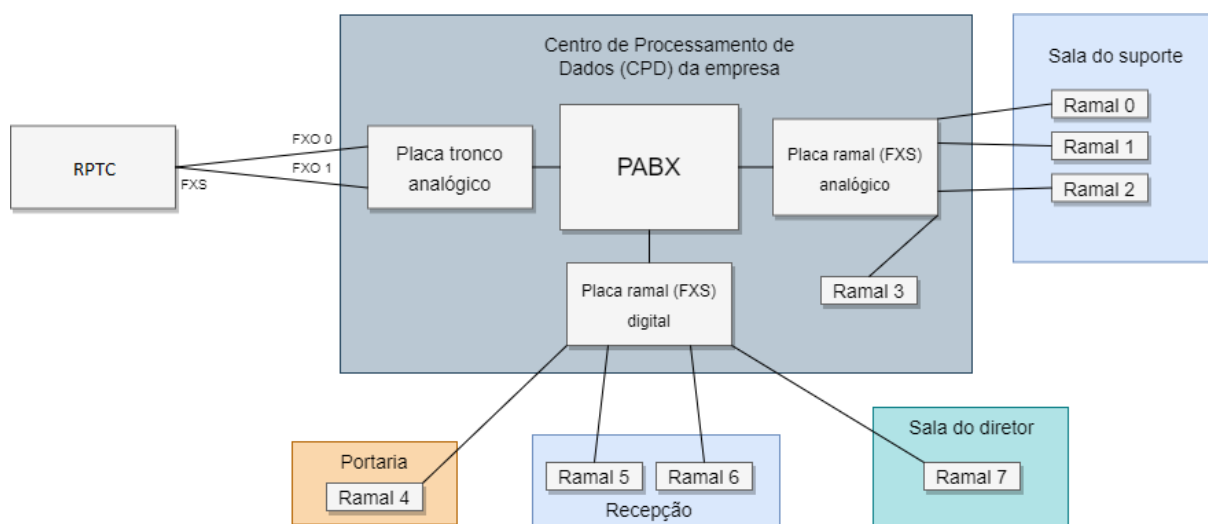 Centro de Processamento de
Dados (CPD) da empresa
Sala do suporte
Ramal 0
Ramal 1
Ramal 2
RPTC
FXS
FXO 0
FXO 1
Placa tronco
analógico
PABX
Placa ramal (FXS)
analógico
Ramal 3
Placa ramal (FXS)
digital
Portaria
Ramal 4
Ramal 5
Ramal 6
Recepção
Sala do diretor
Ramal 7